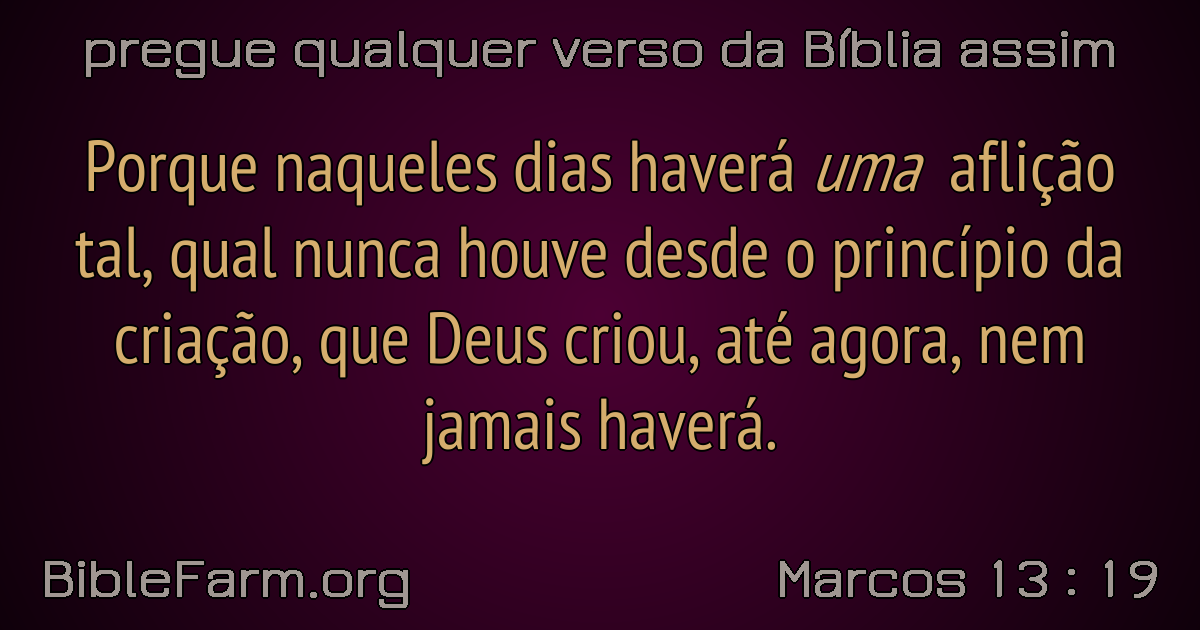 pregue qualquer verso da Bíblia assim
Porque naqueles dias haverá uma aflição
tal, qual nunca houve desde o princípio da
criação, que Deus criou, até agora, nem
jamais haverá.
BibleFarm.org
Marcos 13 : 19